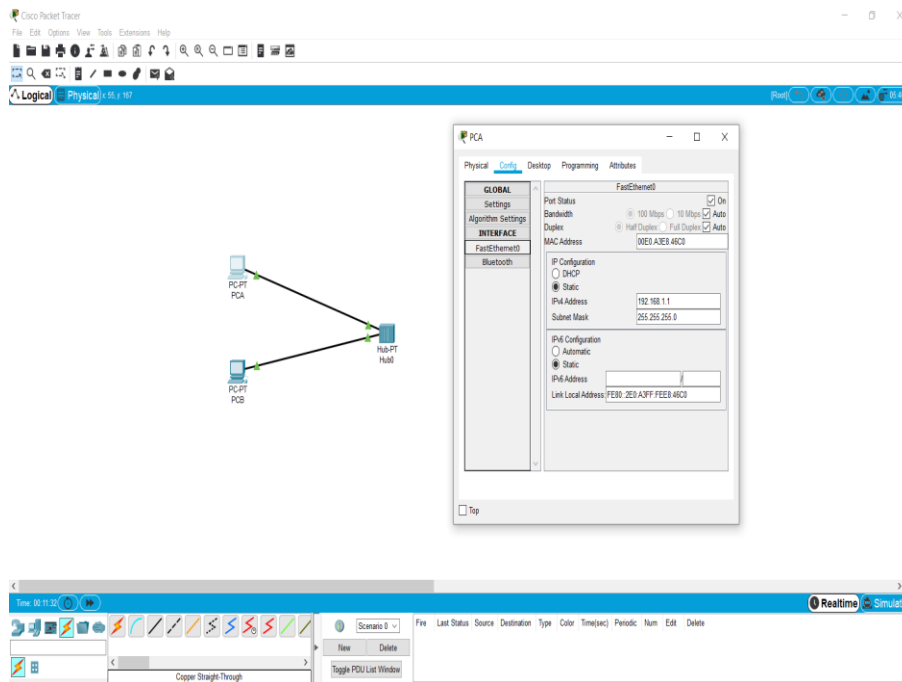 Cisco Packet Tracer
File Edit Options View Tools Extensions Help
Logical Physical x: 55, y: 167
[Root]
PCA
Physical Config Desktop Programming Attributes
GLOBAL
Settings
Algorithm Settings
INTERFACE
FastEthernet0
Bluetooth
FastEthernet0
Port Status On
Bandwidth 100 Mbps 10 Mbps Auto
Duplex Half Duplex Full Duplex Auto
MAC Address 00E0.A3E8.46C0
IP Configuration
DHCP
Static
IPv4 Address 192.168.1.1
Subnet Mask 255.255.255.0
IPv6 Configuration
Automatic
Static
IPv6 Address /
Link Local Address: FE80::2E0:A3FF:FEE8:46C0
Top
PC-PT
PCA
Hub-PT
Hub0
PC-PT
PCB
Time: 00:11:32
Realtime Simulat
Scenario 0
New Delete
Toggle PDU List Window
Fire Last Status Source Destination Type Color Time(sec) Periodic Num Edit Delete
Copper Straight-Through